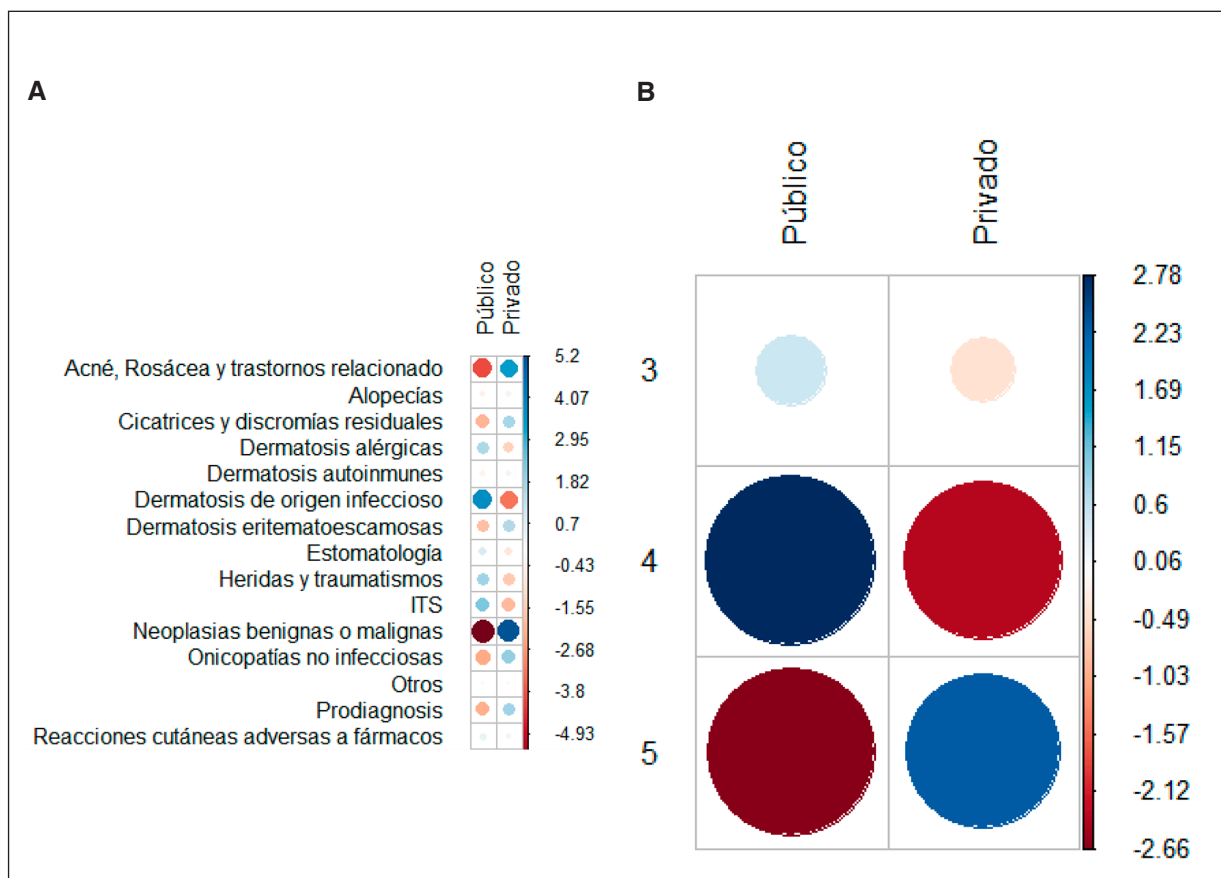 A
Público
Privado
Acné, Rosácea y trastornos relacionado
Alopecías
Cicatrices y discromías residuales
Dermatosis alérgicas
Dermatosis autoinmunes
Dermatosis de origen infeccioso
Dermatosis eritematoescamosas
Estomatología
Heridas y traumatismos
ITS
Neoplasias benignas o malignas
Onicopatías no infecciosas
Otros
Prodiagnosis
Reacciones cutáneas adversas a fármacos
5.2
4.07
2.95
1.82
0.7
-0.43
-1.55
-2.68
-3.8
-4.93
B
Público
Privado
3
4
5
2.78
2.23
1.69
1.15
0.6
0.06
-0.49
-1.03
-1.57
-2.12
-2.66